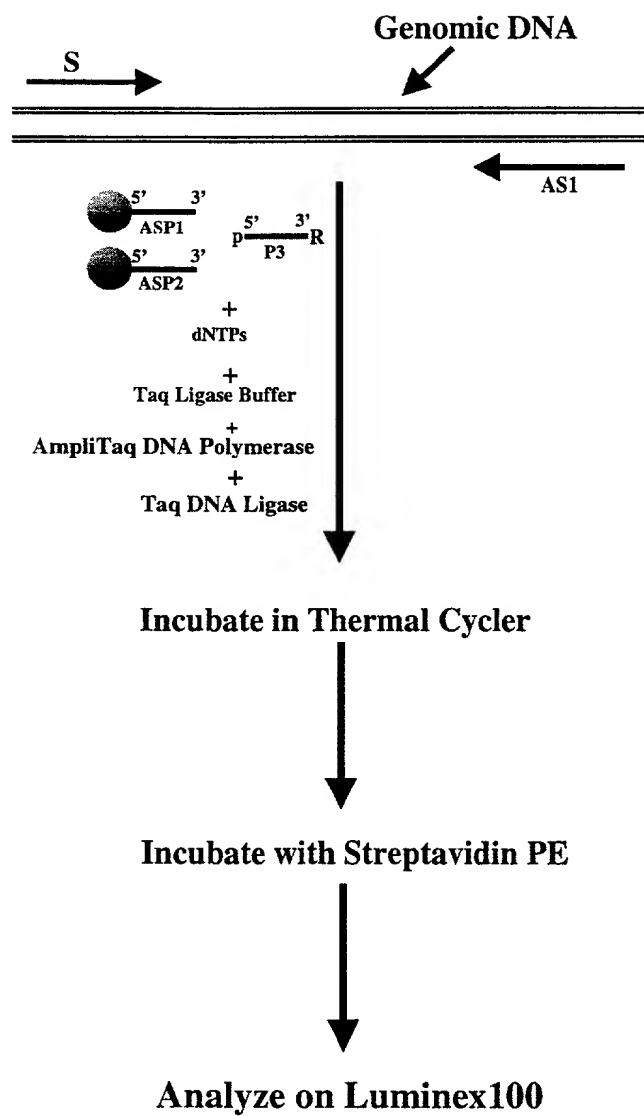 Genomic DNA
S
AS1
5' 3'
ASP1
5' 3'
p R
P3
5' 3'
ASP2
+
dNTPs
+
Taq Ligase Buffer
+
AmpliTaq DNA Polymerase
+
Taq DNA Ligase
Incubate in Thermal Cycler
Incubate with Streptavidin PE
Analyze on Luminex100